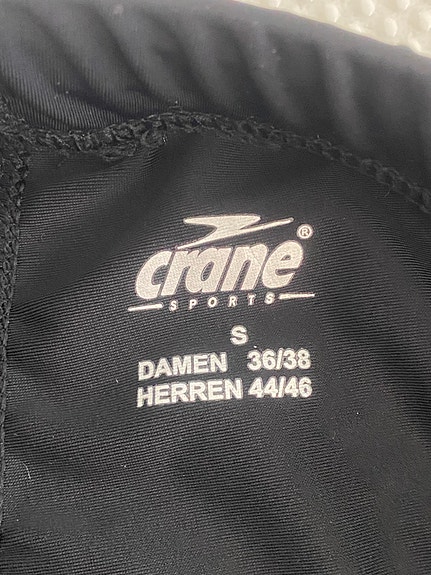 crane®
SPORTS
S
DAMEN 36/38
HERREN 44/46